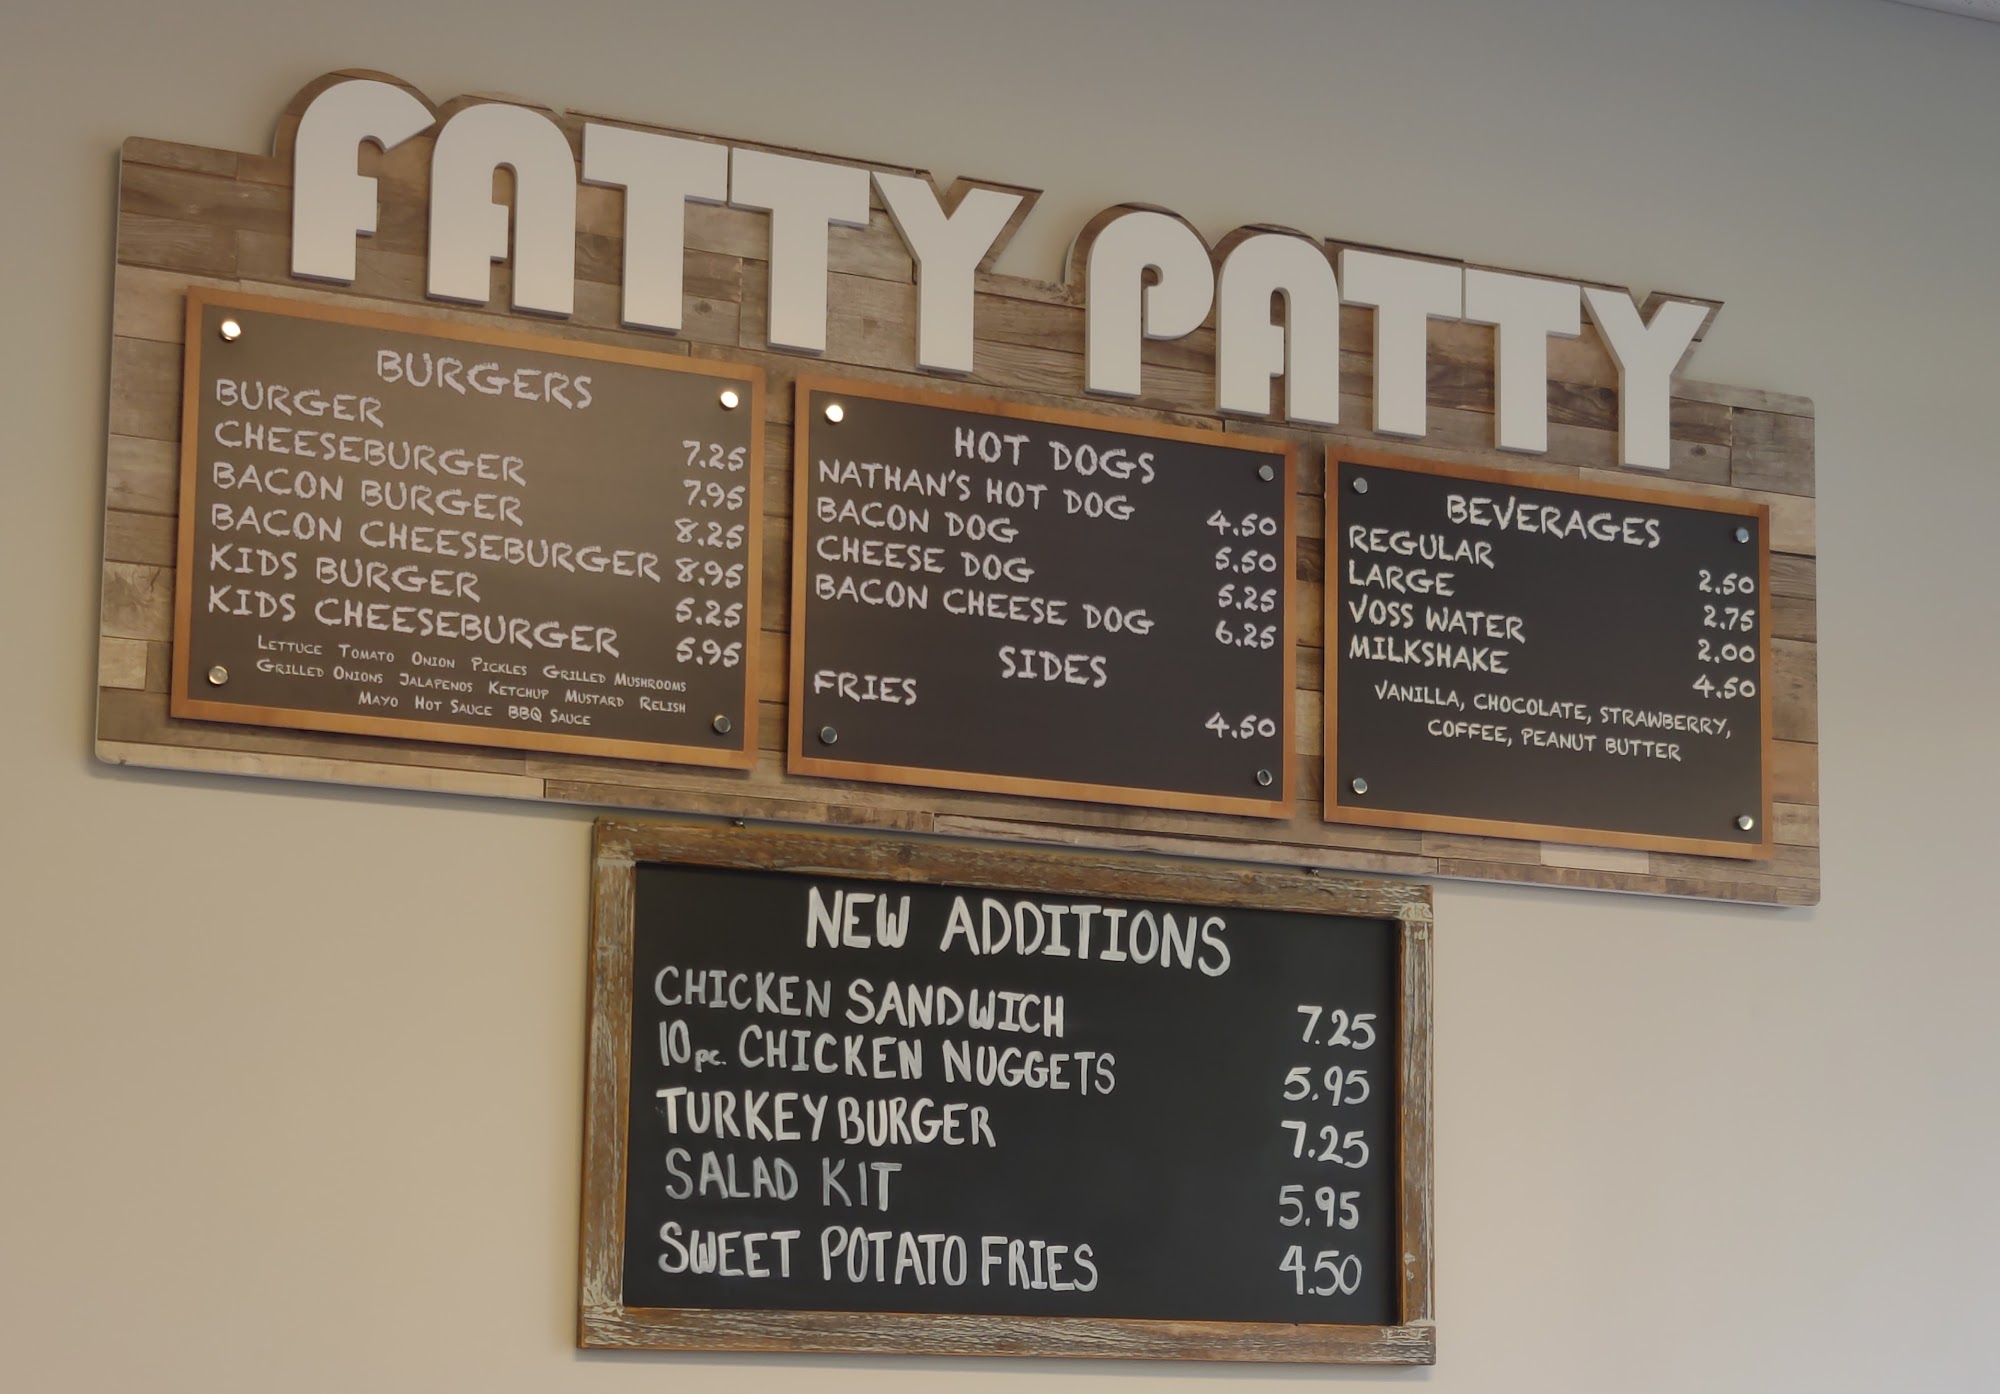 FATTY PATTY
BURGERS
BURGER 7.25
CHEESEBURGER 7.95
BACON BURGER 8.25
BACON CHEESEBURGER 8.95
KIDS BURGER 5.25
KIDS CHEESEBURGER 5.95
LETTUCE TOMATO ONION PICKLES GRILLED MUSHROOMS
GRILLED ONIONS JALAPENOS KETCHUP MUSTARD RELISH
MAYO HOT SAUCE BBQ SAUCE
HOT DOGS
NATHAN'S HOT DOG 4.50
BACON DOG 5.50
CHEESE DOG 5.25
BACON CHEESE DOG 6.25
SIDES
FRIES 4.50
BEVERAGES
REGULAR 2.50
LARGE 2.75
VOSS WATER 2.00
MILKSHAKE 4.50
VANILLA, CHOCOLATE, STRAWBERRY,
COFFEE, PEANUT BUTTER
NEW ADDITIONS
CHICKEN SANDWICH 7.25
10pc. CHICKEN NUGGETS 5.95
TURKEY BURGER 7.25
SALAD KIT 5.95
SWEET POTATO FRIES 4.50